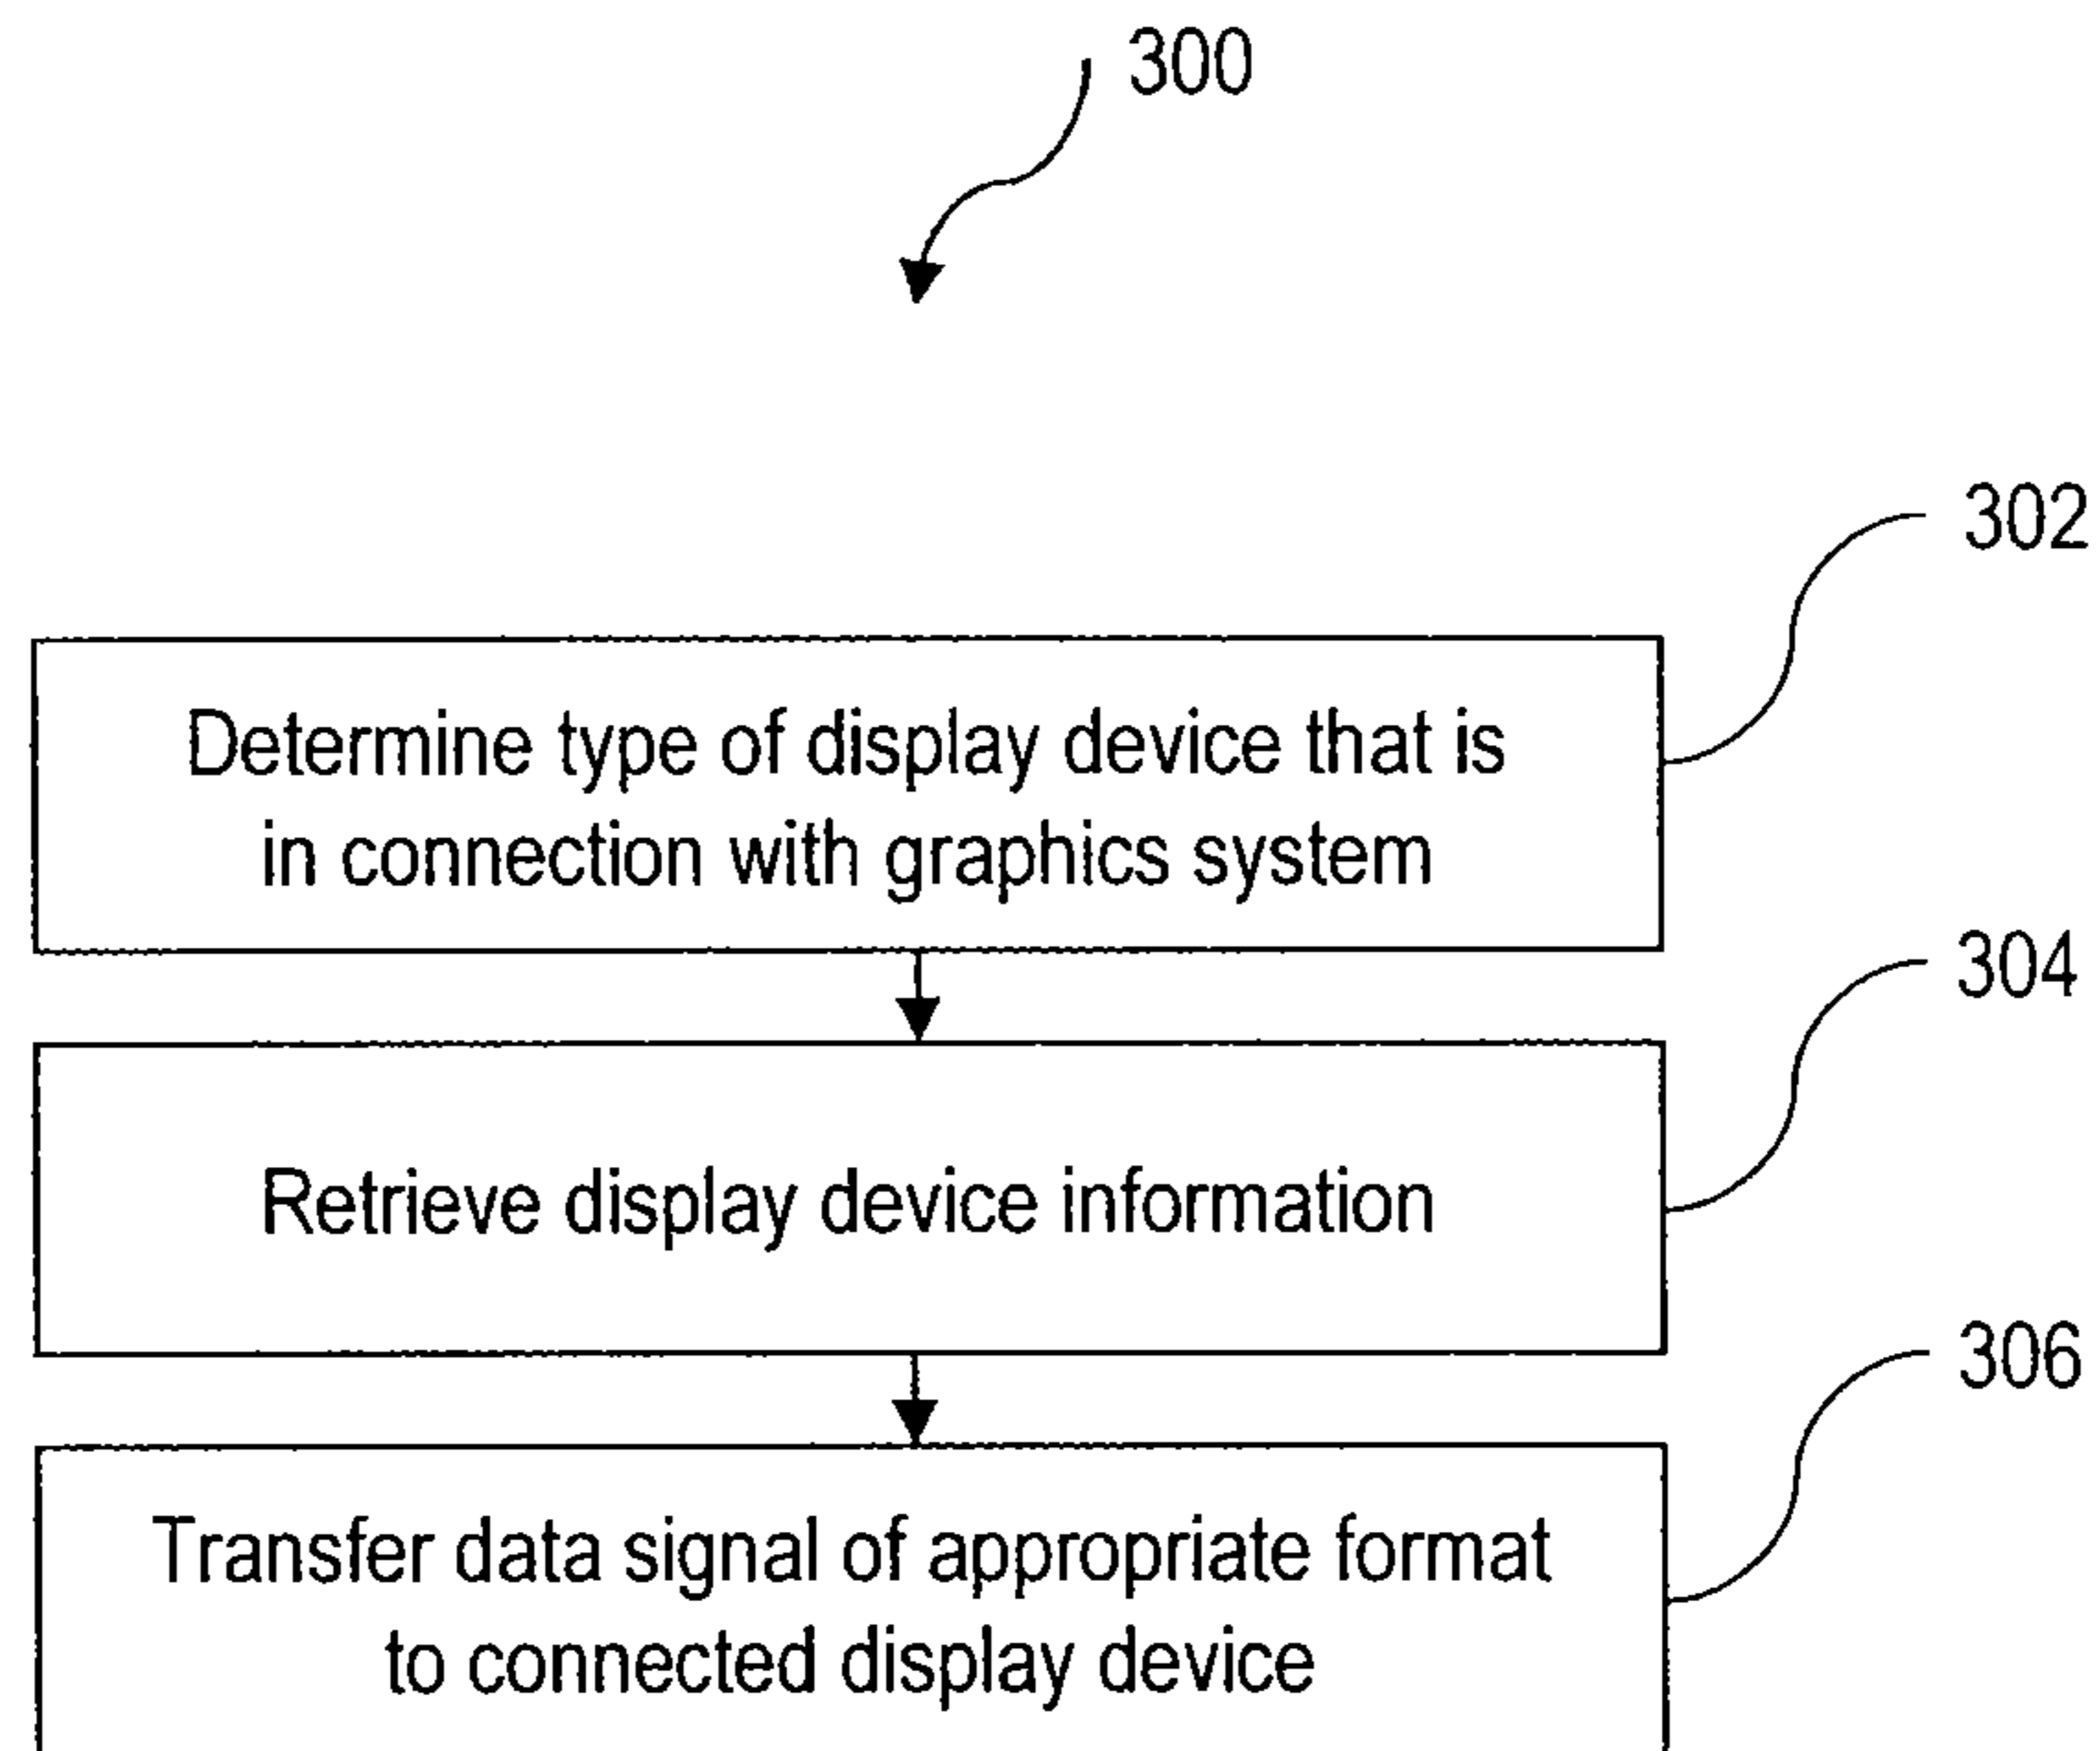 300
302
Determine type of display device that is
in connection with graphics system
304
Retrieve display device information
306
Transfer data signal of appropriate format
to connected display device